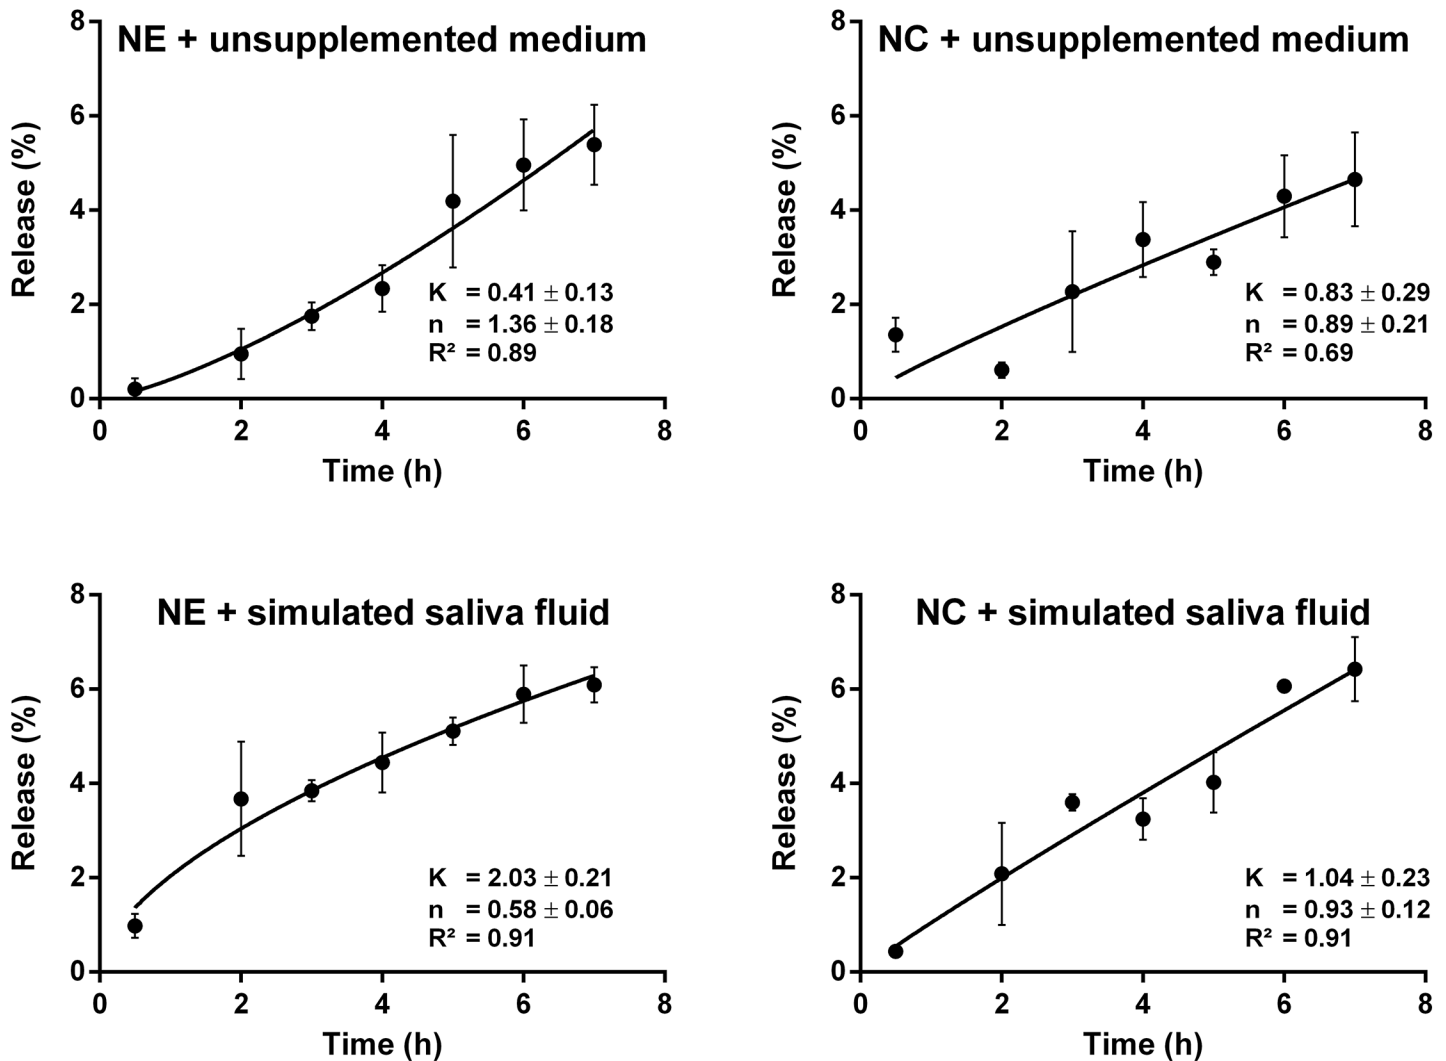 NE + unsupplemented medium
Release (%)
8
6
4
2
0
K = 0.41 ± 0.13
n = 1.36 ± 0.18
R² = 0.89
0 2 4 6 8
Time (h)
NC + unsupplemented medium
Release (%)
8
6
4
2
0
K = 0.83 ± 0.29
n = 0.89 ± 0.21
R² = 0.69
0 2 4 6 8
Time (h)
NE + simulated saliva fluid
Release (%)
8
6
4
2
0
K = 2.03 ± 0.21
n = 0.58 ± 0.06
R² = 0.91
0 2 4 6 8
Time (h)
NC + simulated saliva fluid
Release (%)
8
6
4
2
0
K = 1.04 ± 0.23
n = 0.93 ± 0.12
R² = 0.91
0 2 4 6 8
Time (h)